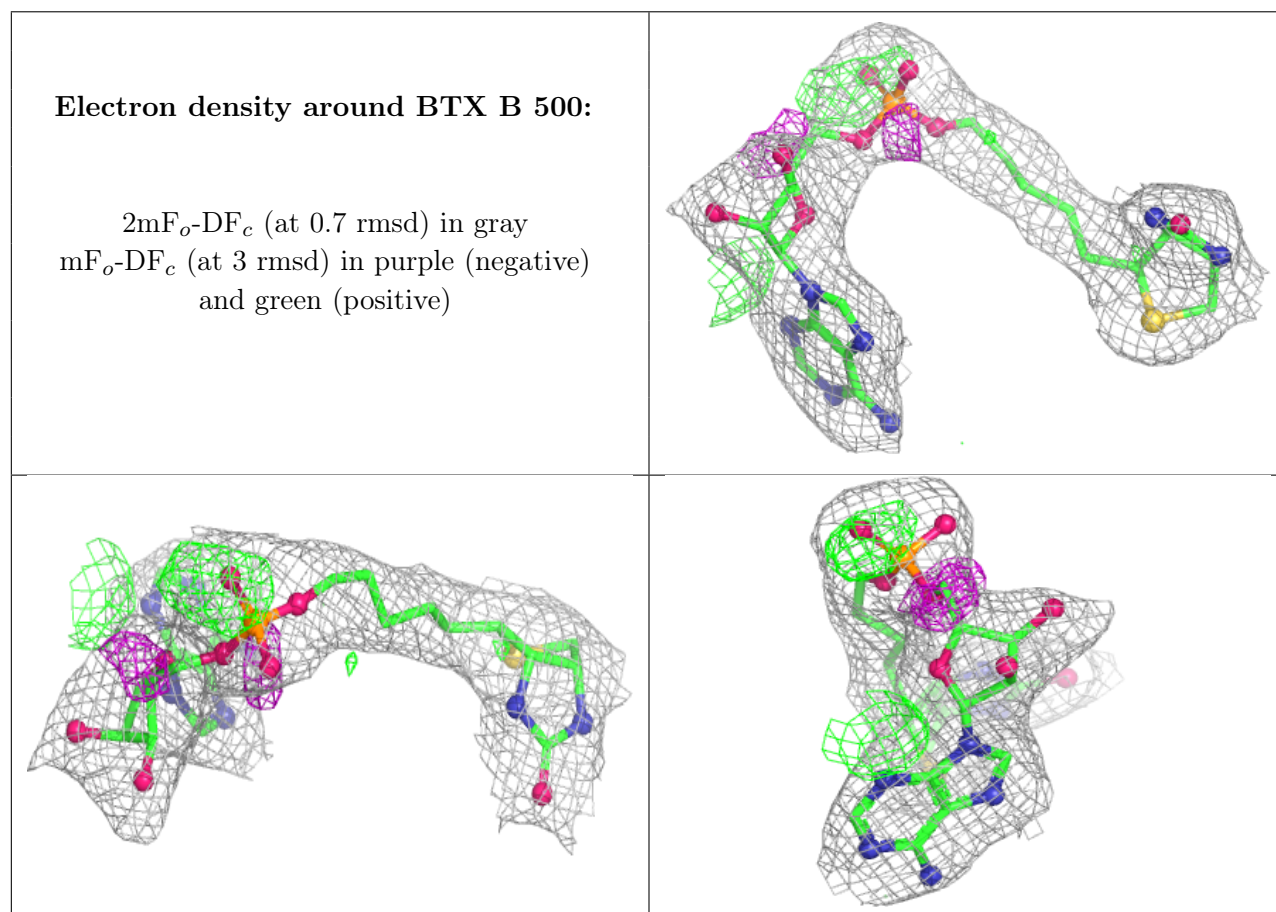 Electron density around BTX B 500:
2mFₒ-DF𝒸 (at 0.7 rmsd) in gray
mFₒ-DF𝒸 (at 3 rmsd) in purple (negative)
and green (positive)